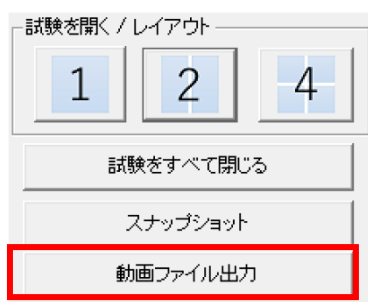 試験を開く / レイアウト
1 2 4
試験をすべて閉じる
スナップショット
動画ファイル出力